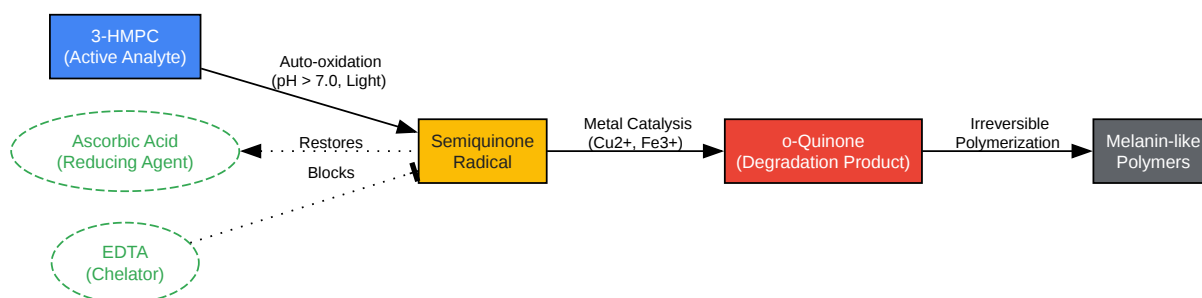 3-HMPC
(Active Analyte)
Auto-oxidation
(pH > 7.0, Light)
Ascorbic Acid
(Reducing Agent)
Restores
Blocks
Semiquinone
Radical
Metal Catalysis
(Cu2+, Fe3+)
o-Quinone
(Degradation Product)
Irreversible
Polymerization
Melanin-like
Polymers
EDTA
(Chelator)